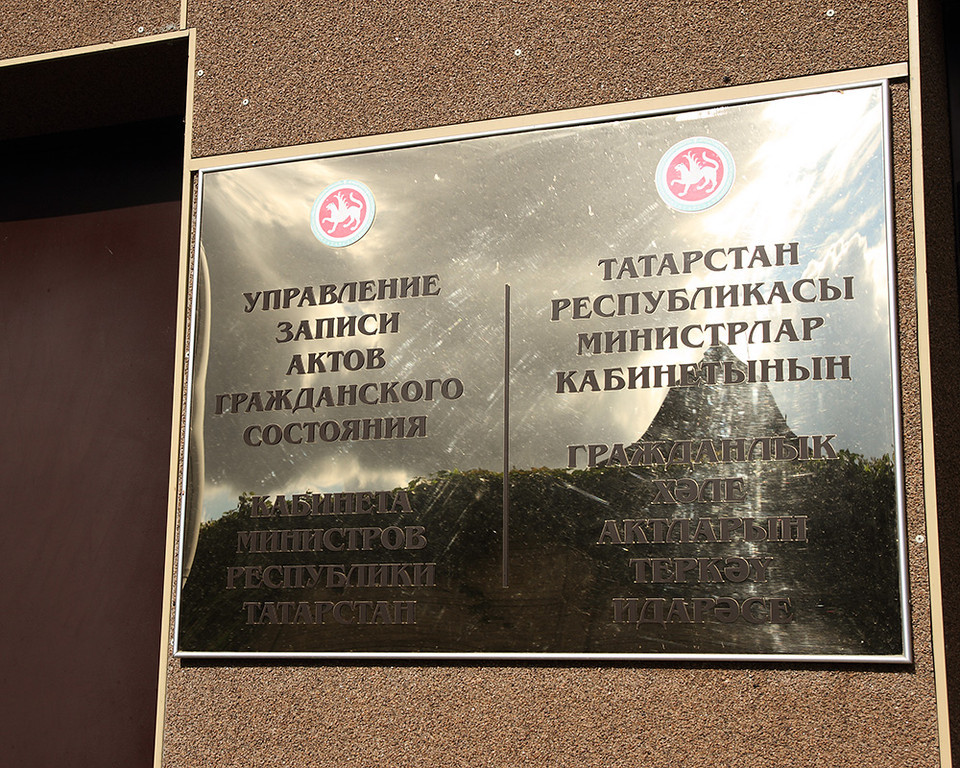 УПРАВЛЕНИЕ
ЗАПИСИ
АКТОВ
ГРАЖДАНСКОГО
СОСТОЯНИЯ
КАБИНЕТА
МИНИСТРОВ
РЕСПУБЛИКИ
ТАТАРСТАН
ТАТАРСТАН
РЕСПУБЛИКАСЫ
МИНИСТРЛАР
КАБИНЕТЫНЫҢ
ГРАЖДАНЛЫК
ХӘЛЕ
АКТЛАРЫН
ТЕРКӘҮ
ИДАРӘСЕ